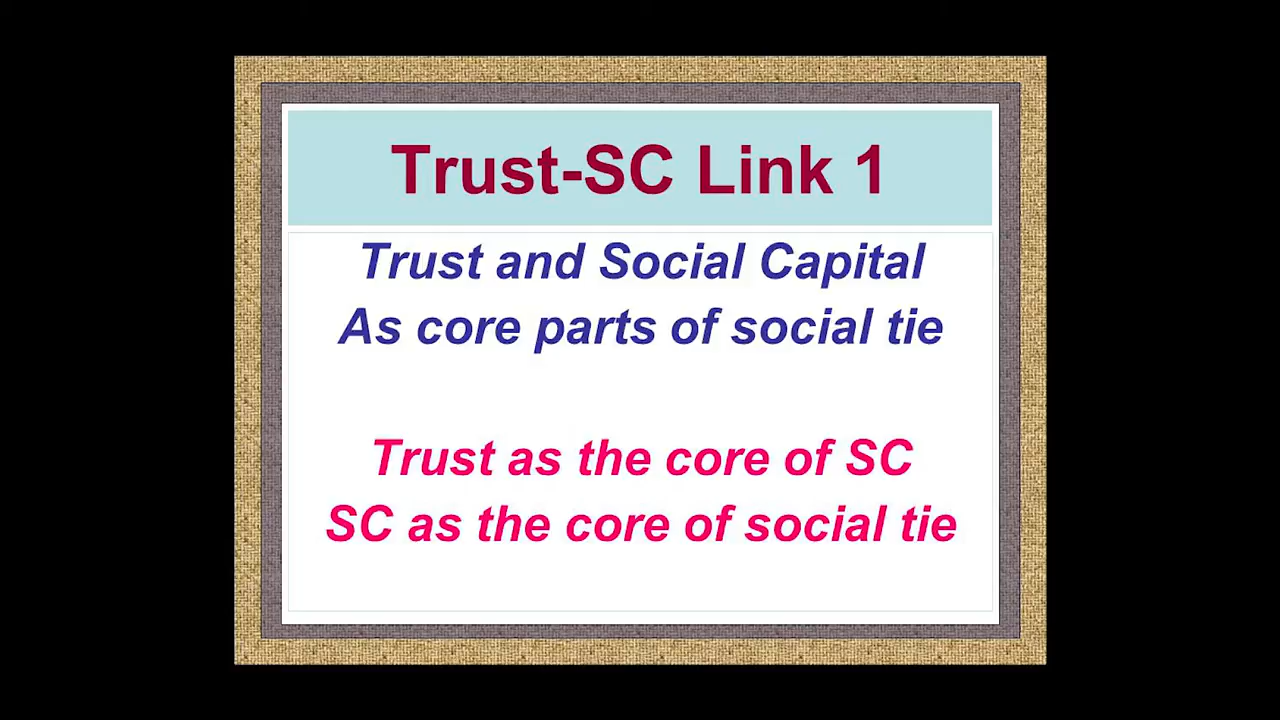 Trust-SC Link 1
Trust and Social Capital
As core parts of social tie
Trust as the core of SC
SC as the core of social tie